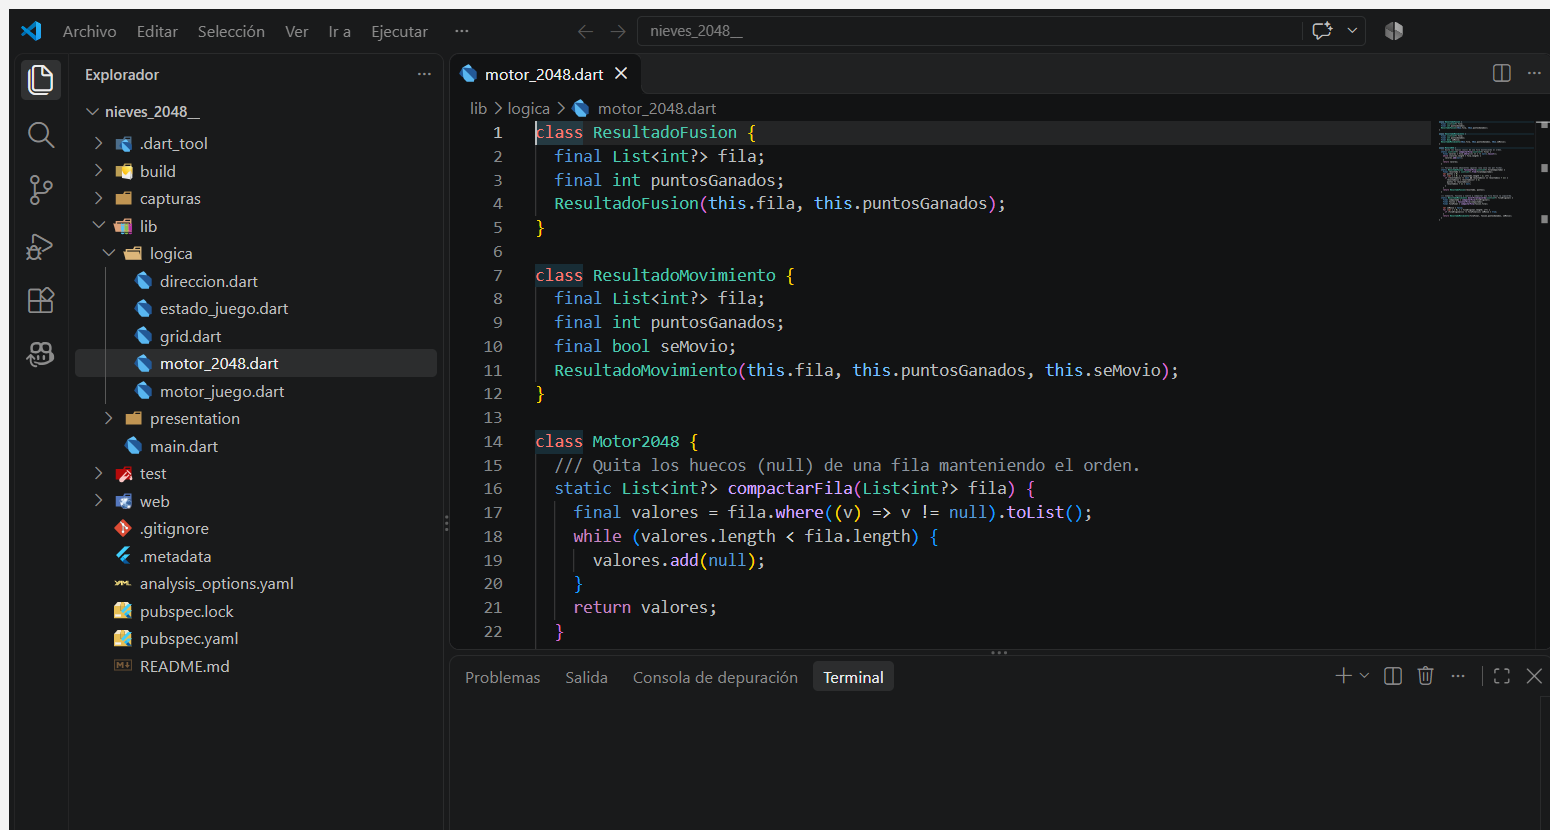 Archivo Editar Selección Ver Ir a Ejecutar ··· nieves_2048__
Explorador
nieves_2048__
.dart_tool
build
capturas
lib
logica
direccion.dart
estado_juego.dart
grid.dart
motor_2048.dart
motor_juego.dart
presentation
main.dart
test
web
.gitignore
.metadata
analysis_options.yaml
pubspec.lock
pubspec.yaml
README.md
motor_2048.dart
lib > logica > motor_2048.dart
1 class ResultadoFusion {
2 final List<int?> fila;
3 final int puntosGanados;
4 ResultadoFusion(this.fila, this.puntosGanados);
5 }
6
7 class ResultadoMovimiento {
8 final List<int?> fila;
9 final int puntosGanados;
10 final bool seMovio;
11 ResultadoMovimiento(this.fila, this.puntosGanados, this.seMovio);
12 }
13
14 class Motor2048 {
15 /// Quita los huecos (null) de una fila manteniendo el orden.
16 static List<int?> compactarFila(List<int?> fila) {
17 final valores = fila.where((v) => v != null).toList();
18 while (valores.length < fila.length) {
19 valores.add(null);
20 }
21 return valores;
22 }
Problemas Salida Consola de depuración Terminal